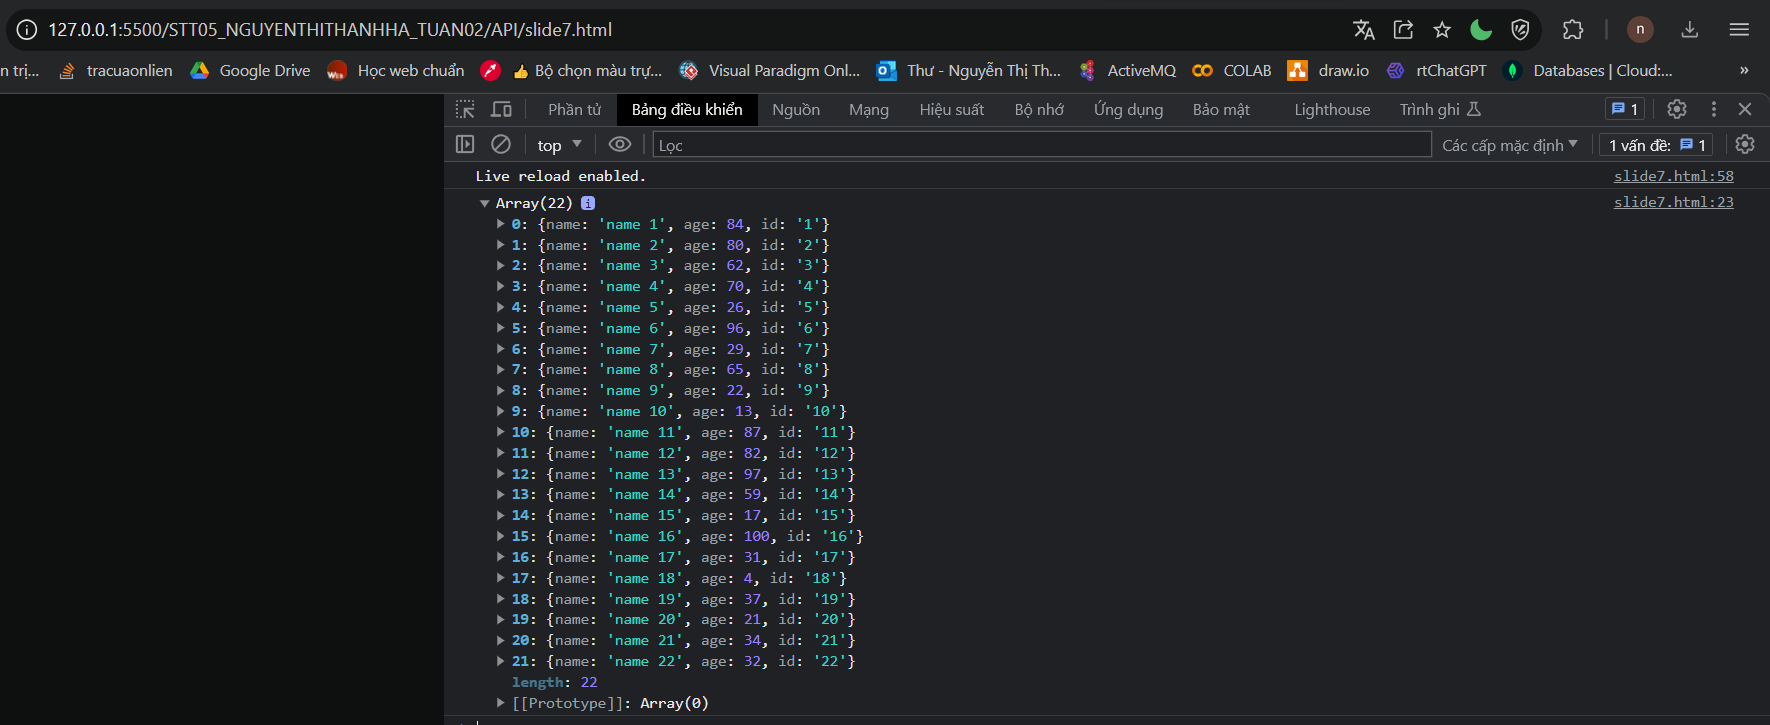 127.0.0.1:5500/STT05_NGUYENTHITHANHHA_TUAN02/API/slide7.html
n
n trị... tracuaonlien Google Drive Học web chuẩn Bộ chọn màu trự... Visual Paradigm Onl... Thư - Nguyễn Thị Th... ActiveMQ COLAB draw.io rtChatGPT Databases | Cloud:... »
Phần tử Bảng điều khiển Nguồn Mạng Hiệu suất Bộ nhớ Ứng dụng Bảo mật Lighthouse Trình ghi 1
top Lọc Các cấp mặc định 1 vấn đề: 1
Live reload enabled. slide7.html:58
Array(22) i slide7.html:23
0: {name: 'name 1', age: 84, id: '1'}
1: {name: 'name 2', age: 80, id: '2'}
2: {name: 'name 3', age: 62, id: '3'}
3: {name: 'name 4', age: 70, id: '4'}
4: {name: 'name 5', age: 26, id: '5'}
5: {name: 'name 6', age: 96, id: '6'}
6: {name: 'name 7', age: 29, id: '7'}
7: {name: 'name 8', age: 65, id: '8'}
8: {name: 'name 9', age: 22, id: '9'}
9: {name: 'name 10', age: 13, id: '10'}
10: {name: 'name 11', age: 87, id: '11'}
11: {name: 'name 12', age: 82, id: '12'}
12: {name: 'name 13', age: 97, id: '13'}
13: {name: 'name 14', age: 59, id: '14'}
14: {name: 'name 15', age: 17, id: '15'}
15: {name: 'name 16', age: 100, id: '16'}
16: {name: 'name 17', age: 31, id: '17'}
17: {name: 'name 18', age: 4, id: '18'}
18: {name: 'name 19', age: 37, id: '19'}
19: {name: 'name 20', age: 21, id: '20'}
20: {name: 'name 21', age: 34, id: '21'}
21: {name: 'name 22', age: 32, id: '22'}
length: 22
[[Prototype]]: Array(0)